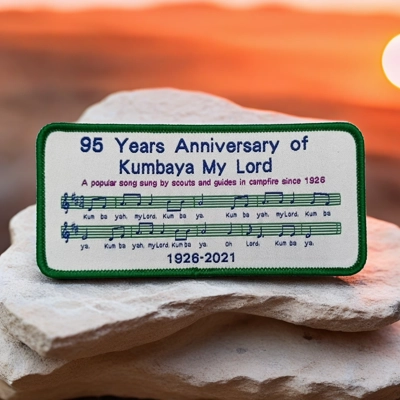 95 Years Anniversary of
Kumbaya My Lord
A popular song sung by scouts and guides in campfire since 1926
Kum ba yah, my Lord, Kum ba ya. Kum ba yah, my Lord. Kum ba
ya. Kum ba yah, my Lord. Kum ba ya. Oh Lord. Kum ba ya.
1926-2021